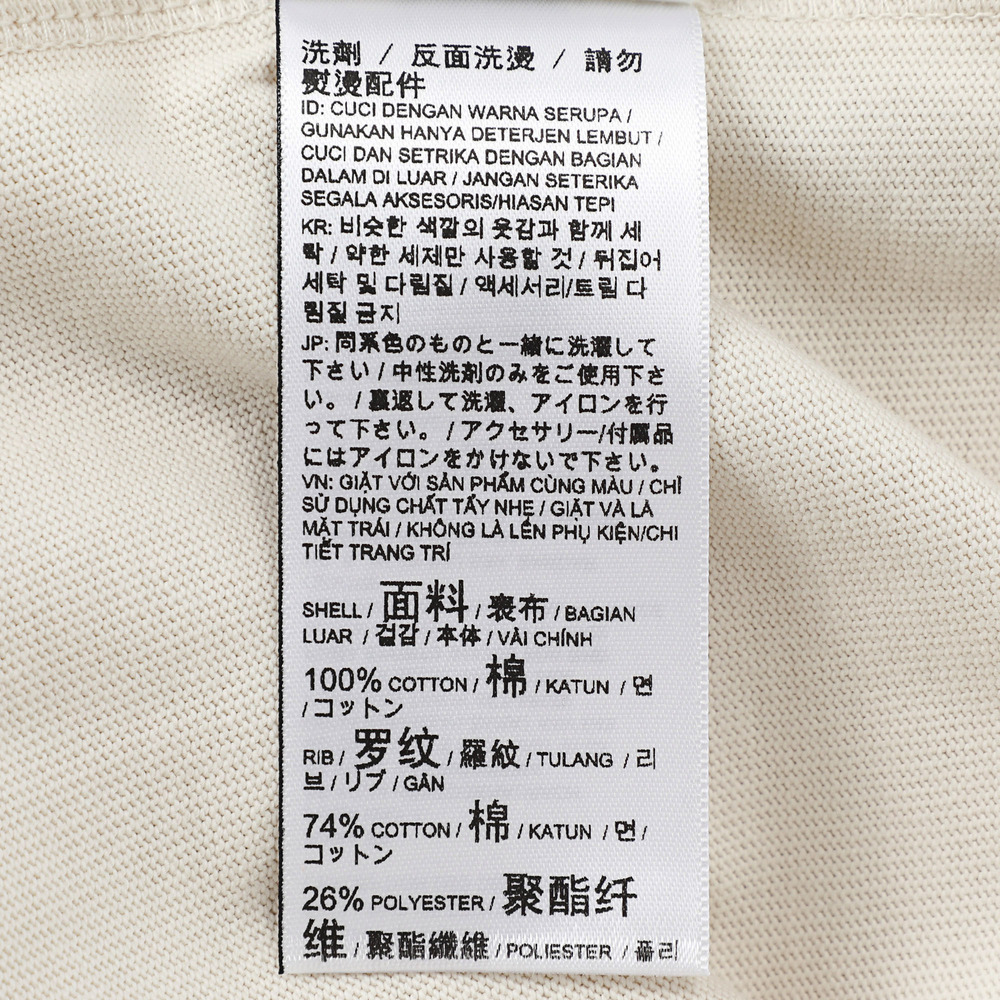 洗劑 / 反面洗燙 / 請勿
熨燙配件
ID: CUCI DENGAN WARNA SERUPA /
GUNAKAN HANYA DETERJEN LEMBUT /
CUCI DAN SETRIKA DENGAN BAGIAN
DALAM DI LUAR / JANGAN SETERIKA
SEGALA AKSESORIS/HIASAN TEPI
KR: 비슷한 색깔의 옷감과 함께 세
탁 / 약한 세제만 사용할 것 / 뒤집어
세탁 및 다림질 / 액세서리/트림 다
림질 금지
JP: 同系色のものと一緒に洗濯して
下さい / 中性洗剤のみをご使用下さ
い。 / 裏返して洗濯、アイロンを行
って下さい。 / アクセサリー/付属品
にはアイロンをかけないで下さい。
VN: GIẶT VỚI SẢN PHẨM CÙNG MÀU / CHỈ
SỬ DỤNG CHẤT TẨY NHẸ / GIẶT VÀ LÀ
MẶT TRÁI / KHÔNG LÀ LÊN PHỤ KIỆN/CHI
TIẾT TRANG TRÍ
SHELL / 面料 / 表布 / BAGIAN
LUAR / 겉감 / 本体 / VẢI CHÍNH
100% COTTON / 棉 / KATUN / 면
/ コットン
RIB / 罗纹 / 羅紋 / TULANG / 리
브 / リブ / GÂN
74% COTTON / 棉 / KATUN / 면 /
コットン
26% POLYESTER / 聚酯纤
维 / 聚酯纖維 / POLIESTER / 폴리